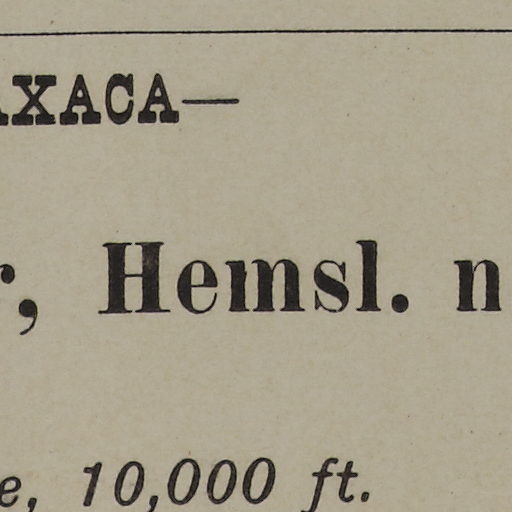 AXACA—
r, Hemsl. n
e, 10,000 ft.